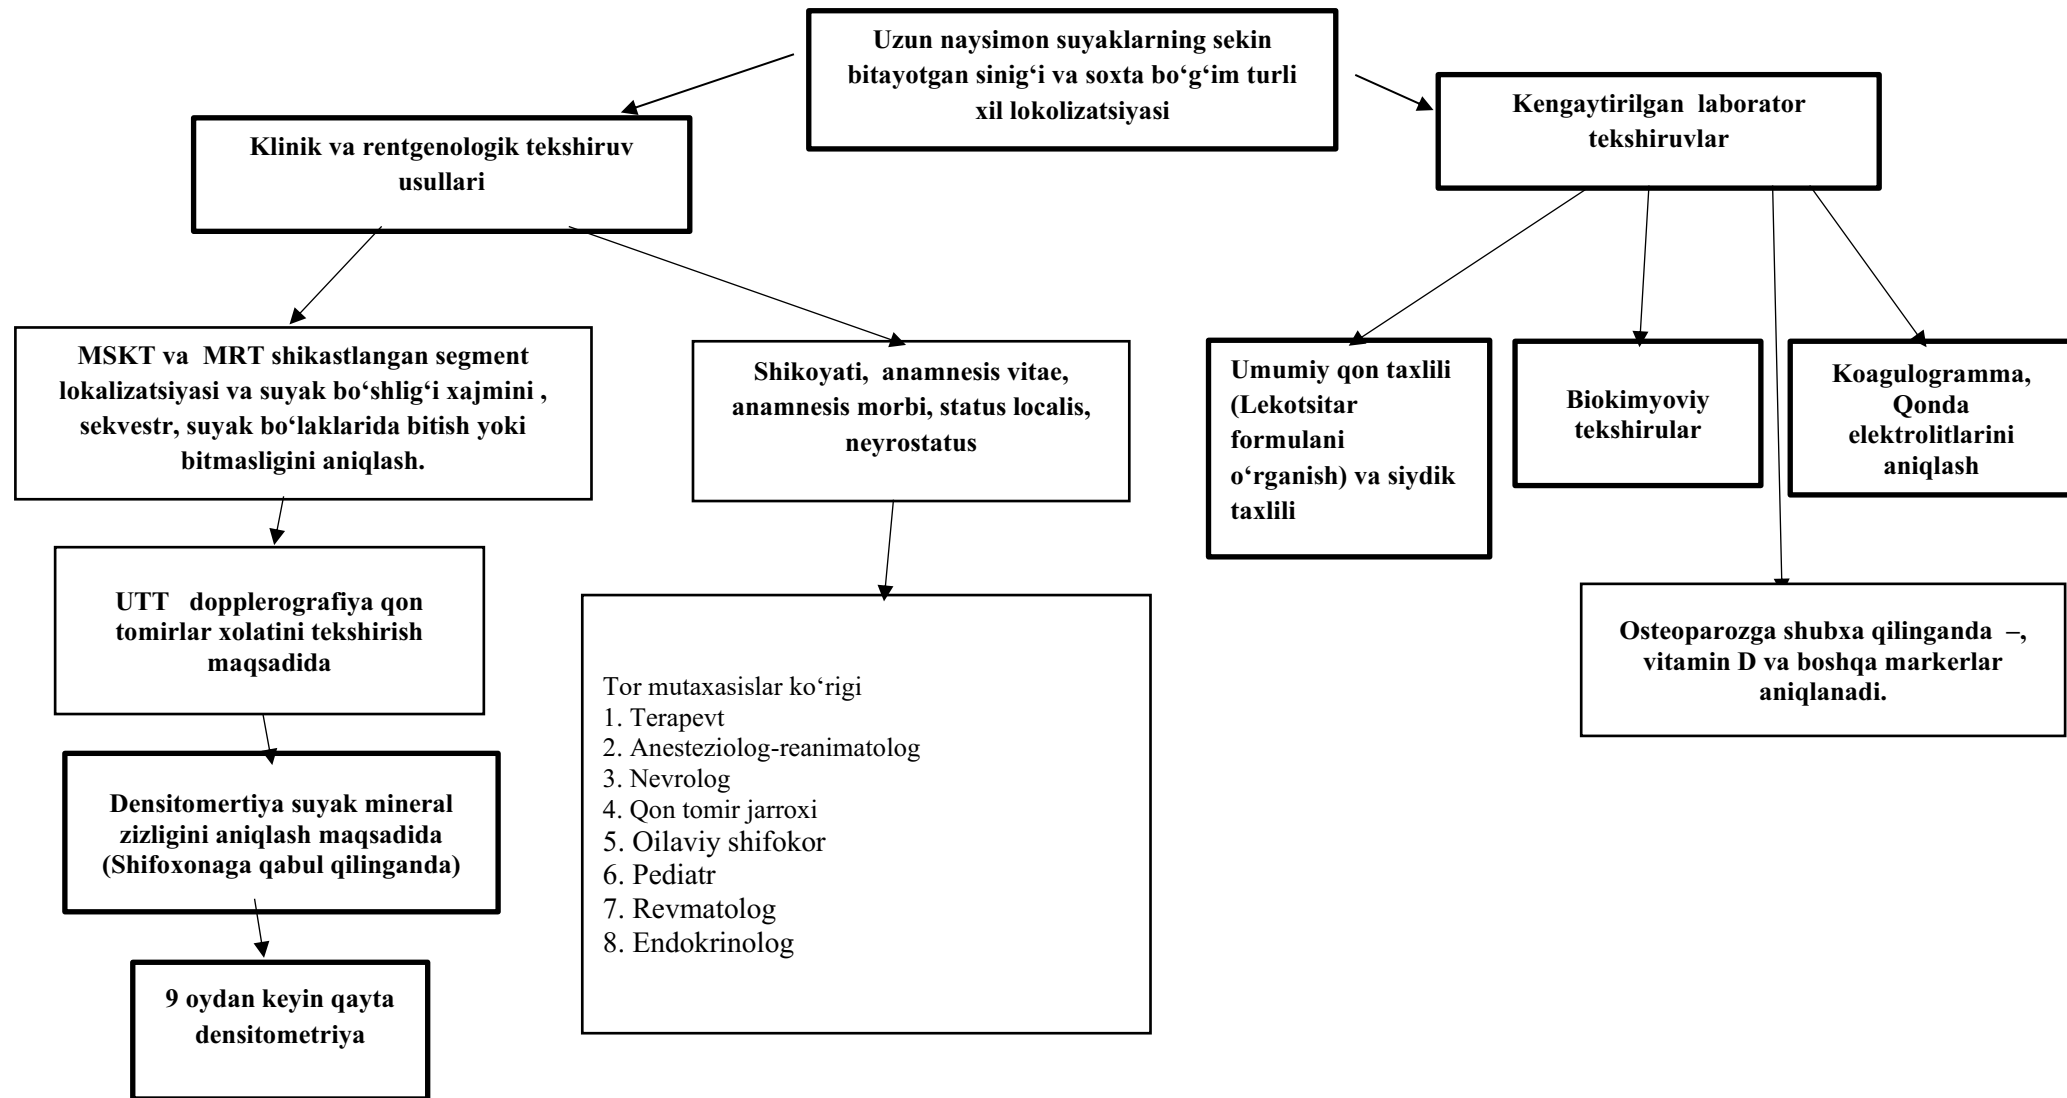 Uzun naysimon suyaklarning sekin
bitayotgan sinig‘i va soxta bo‘g‘im turli
xil lokolizatsiyasi
Klinik va rentgenologik tekshiruv
usullari
Kengaytirilgan laborator
tekshiruvlar
MSKT va MRT shikastlangan segment
lokalizatsiyasi va suyak bo‘shlig‘i xajmini ,
sekvestr, suyak bo‘laklarida bitish yoki
bitmasligini aniqlash.
Shikoyati, anamnesis vitae,
anamnesis morbi, status localis,
neyrostatus
Umumiy qon taxlili
(Lekotsitar
formulani
o‘rganish) va siydik
taxlili
Biokimyoviy
tekshirular
Koagulogramma,
Qonda
elektrolitlarini
aniqlash
UTT dopplerografiya qon
tomirlar xolatini tekshirish
maqsadida
Tor mutaxasislar ko‘rigi
1. Terapevt
2. Anesteziolog-reanimatolog
3. Nevrolog
4. Qon tomir jarroxi
5. Oilaviy shifokor
6. Pediatr
7. Revmatolog
8. Endokrinolog
Osteoparozga shubxa qilinganda –,
vitamin D va boshqa markerlar
aniqlanadi.
Densitomertiya suyak mineral
zizligini aniqlash maqsadida
(Shifoxonaga qabul qilinganda)
9 oydan keyin qayta
densitometriya